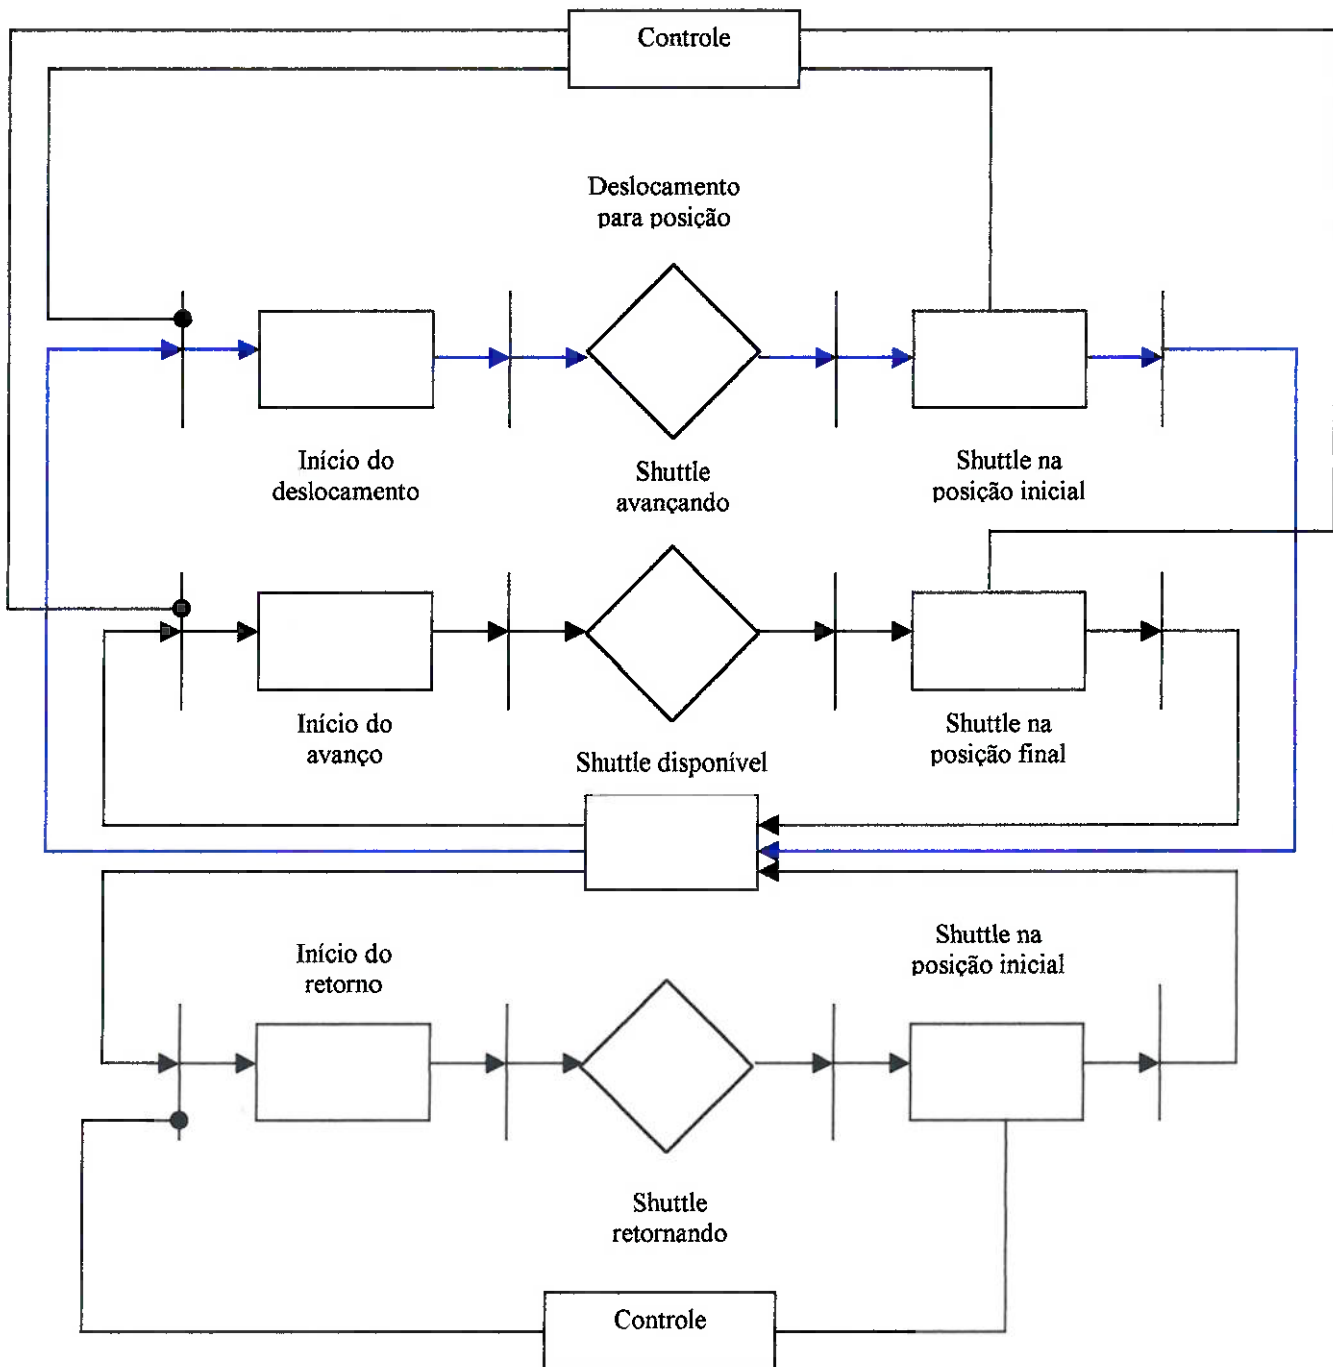 Controle
Deslocamento
para posição
Início do
deslocamento
Shuttle
avançando
Shuttle na
posição inicial
Início do
avanço
Shuttle disponível
Shuttle na
posição final
Início do
retorno
Shuttle na
posição inicial
Shuttle
retornando
Controle